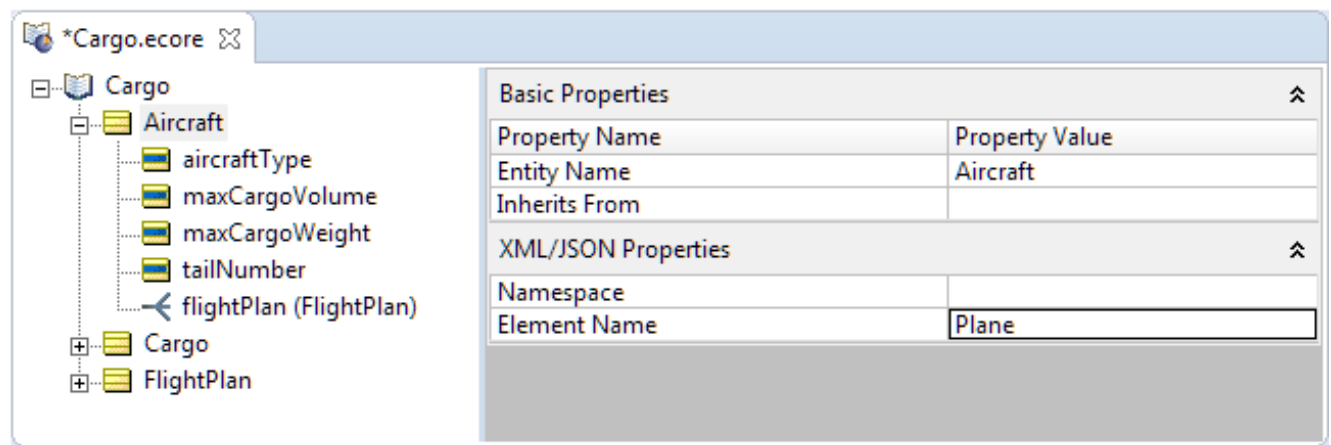 *Cargo.ecore
Cargo
Aircraft
aircraftType
maxCargoVolume
maxCargoWeight
tailNumber
flightPlan (FlightPlan)
Cargo
FlightPlan
Basic Properties
Property Name Property Value
Entity Name Aircraft
Inherits From
XML/JSON Properties
Namespace
Element Name Plane